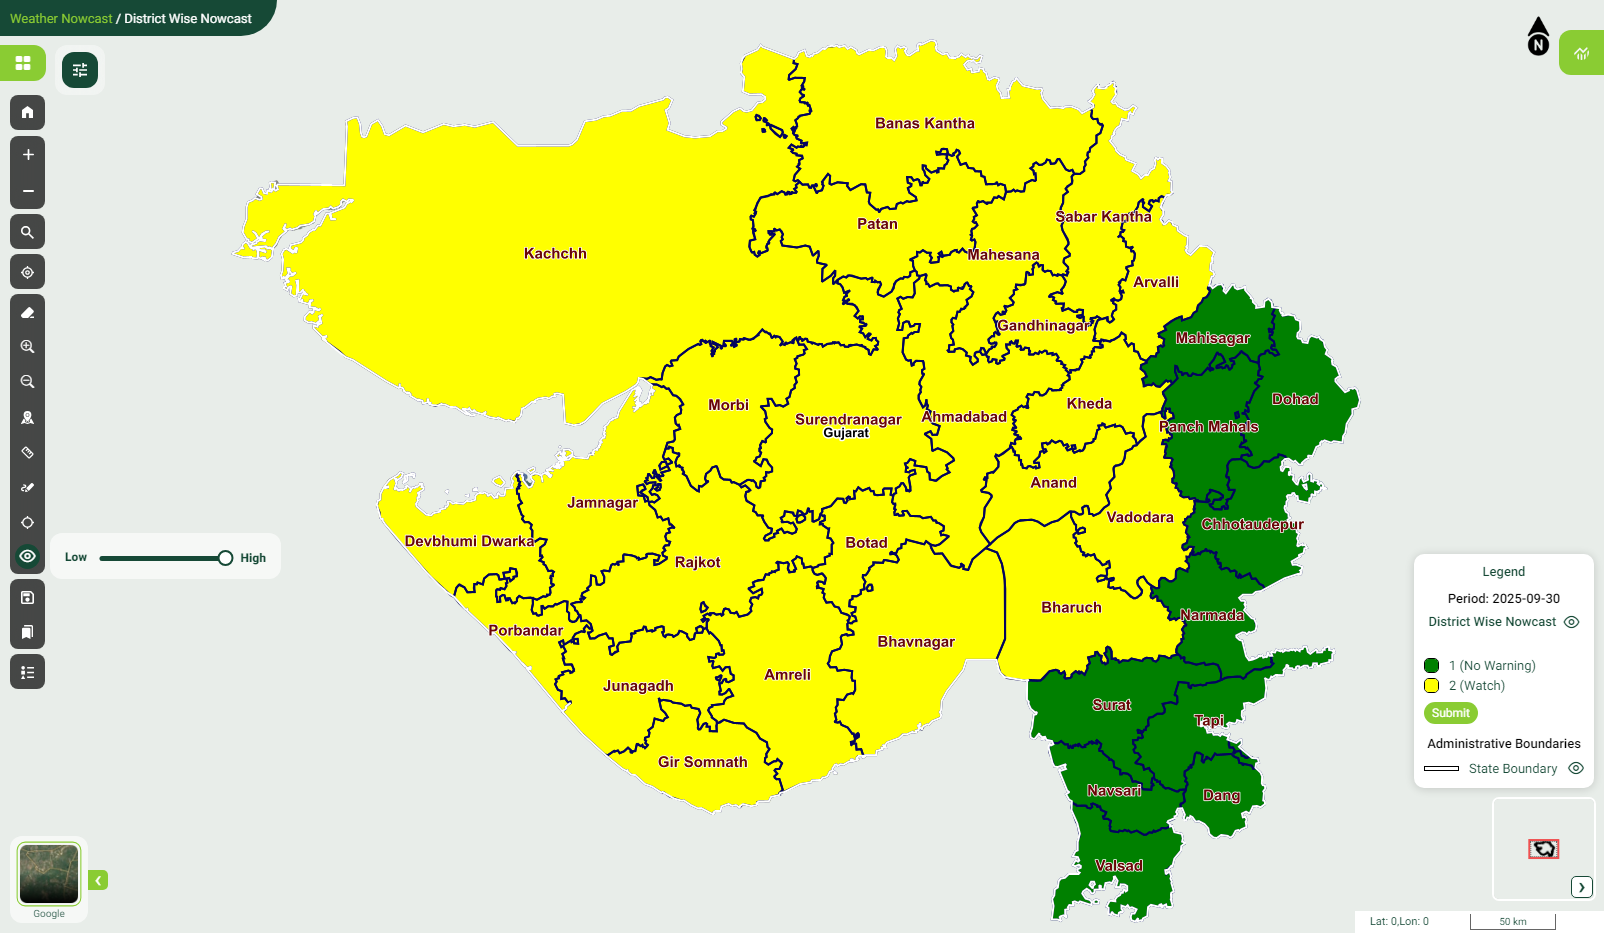 Weather Nowcast / District Wise Nowcast
N
Banas Kantha
Patan
Sabar Kantha
Kachchh
Mahesana
Arvalli
Gandhinagar
Mahisagar
Morbi
Surendranagar
Gujarat
Ahmadabad
Kheda
Dohad
Panch Mahals
Jamnagar
Anand
Vadodara
Chhotaudepur
Devbhumi Dwarka
Botad
Low
High
Rajkot
Bharuch
Narmada
Porbandar
Bhavnagar
Junagadh
Amreli
Surat
Tapi
Gir Somnath
Navsari
Dang
Valsad
Legend
Period: 2025-09-30
District Wise Nowcast
1 (No Warning)
2 (Watch)
Submit
Administrative Boundaries
State Boundary
Google
Lat: 0,Lon: 0
50 km